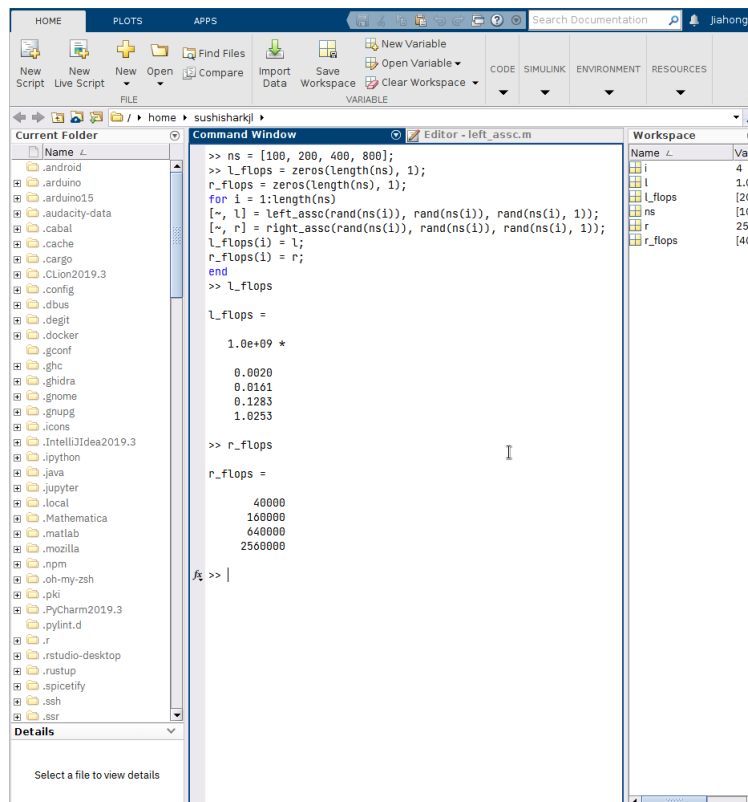 HOME PLOTS APPS Search Documentation Jiahong
New Script
New Live Script
New
Open
Find Files
Compare
Import Data
Save Workspace
New Variable
Open Variable
Clear Workspace
CODE SIMULINK ENVIRONMENT RESOURCES
FILE VARIABLE
/ home sushisharkjl
Current Folder
Name
.android
.arduino
.arduino15
.audacity-data
.cabal
.cache
.cargo
.CLion2019.3
.config
.dbus
.degit
.docker
.gconf
.ghc
.ghidra
.gnome
.gnupg
.icons
.IntelliJIdea2019.3
.ipython
.java
.jupyter
.local
.Mathematica
.matlab
.mozilla
.npm
.oh-my-zsh
.pki
.PyCharm2019.3
.pylint.d
.r
.rstudio-desktop
.rustup
.spicetify
.ssh
.ssr
Details
Select a file to view details
Command Window Editor - left_assc.m
>> ns = [100, 200, 400, 800];
>> l_flops = zeros(length(ns), 1);
r_flops = zeros(length(ns), 1);
for i = 1:length(ns)
[~, l] = left_assc(rand(ns(i)), rand(ns(i)), rand(ns(i), 1));
[~, r] = right_assc(rand(ns(i)), rand(ns(i)), rand(ns(i), 1));
l_flops(i) = l;
r_flops(i) = r;
end
>> l_flops
l_flops =
1.0e+09 *
0.0020
0.0161
0.1283
1.0253
>> r_flops
r_flops =
40000
160000
640000
2560000
fx >>
Workspace
Name Va
i 4
l 1.0
l_flops [20
ns [10
r 25
r_flops [40